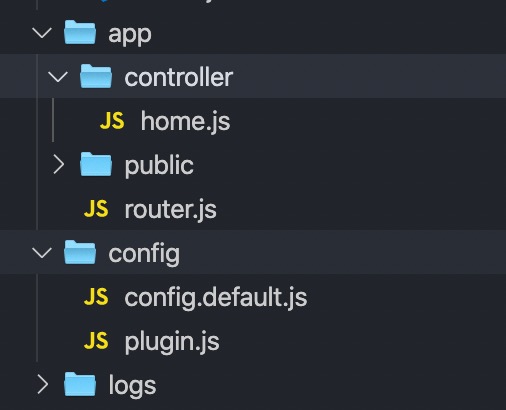 app
controller
JS home.js
public
JS router.js
config
JS config.default.js
JS plugin.js
logs